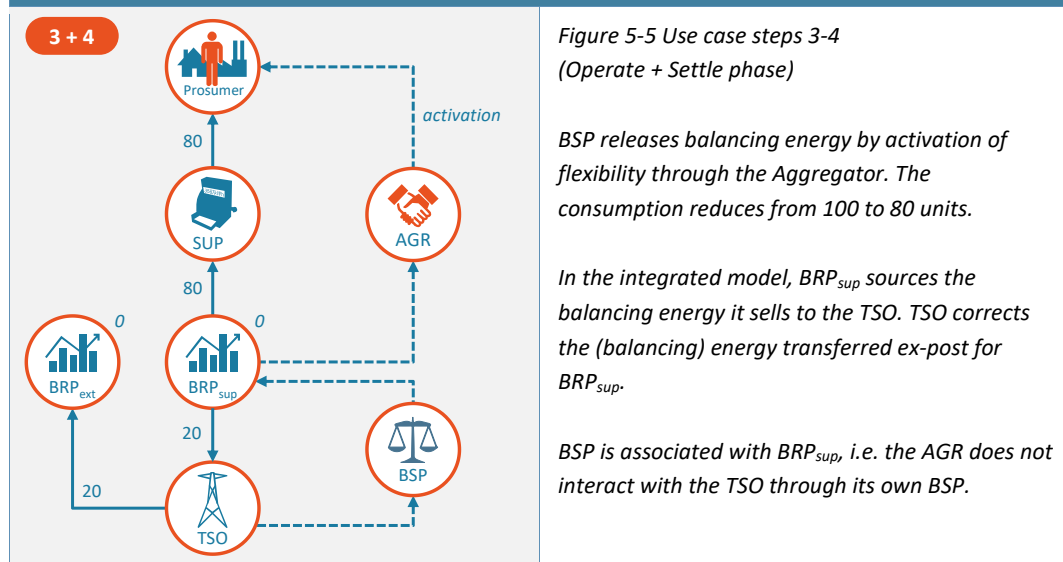 3 + 4
Prosumer
activation
80
SUP
AGR
80
0
0
BRPext
BRPsup
20
BSP
20
TSO
Figure 5-5 Use case steps 3-4
(Operate + Settle phase)
BSP releases balancing energy by activation of
flexibility through the Aggregator. The
consumption reduces from 100 to 80 units.
In the integrated model, BRPsup sources the
balancing energy it sells to the TSO. TSO corrects
the (balancing) energy transferred ex-post for
BRPsup.
BSP is associated with BRPsup, i.e. the AGR does not
interact with the TSO through its own BSP.